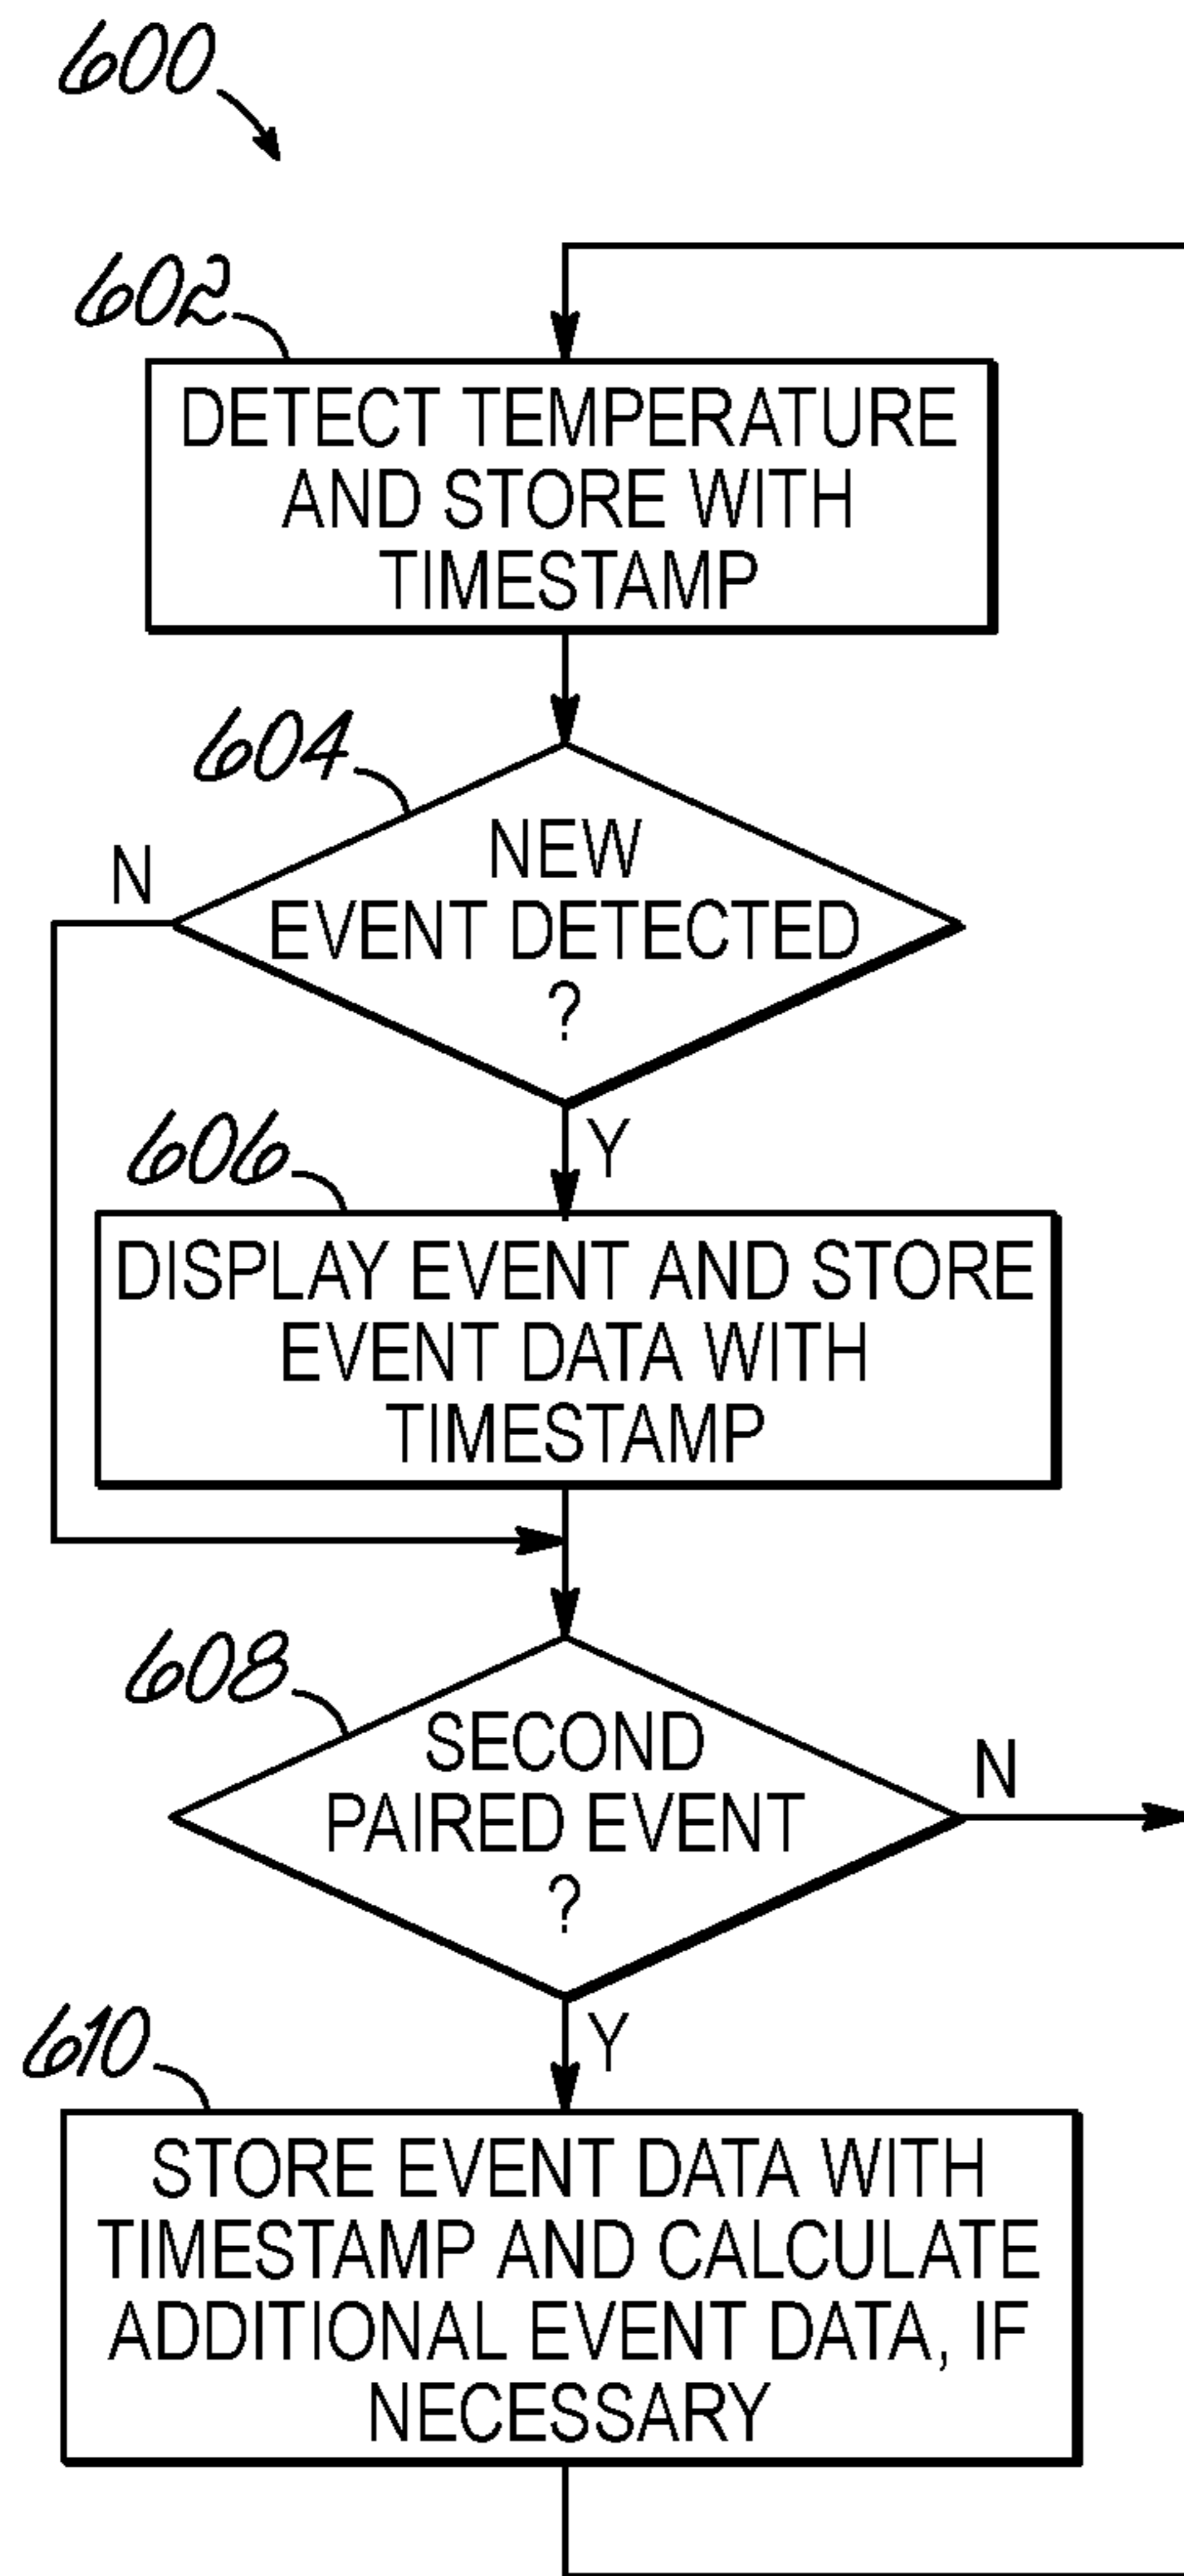 600
602
DETECT TEMPERATURE
AND STORE WITH
TIMESTAMP
604
N
NEW
EVENT DETECTED
?
Y
606
DISPLAY EVENT AND STORE
EVENT DATA WITH
TIMESTAMP
608
SECOND
PAIRED EVENT
?
N
Y
610
STORE EVENT DATA WITH
TIMESTAMP AND CALCULATE
ADDITIONAL EVENT DATA, IF
NECESSARY